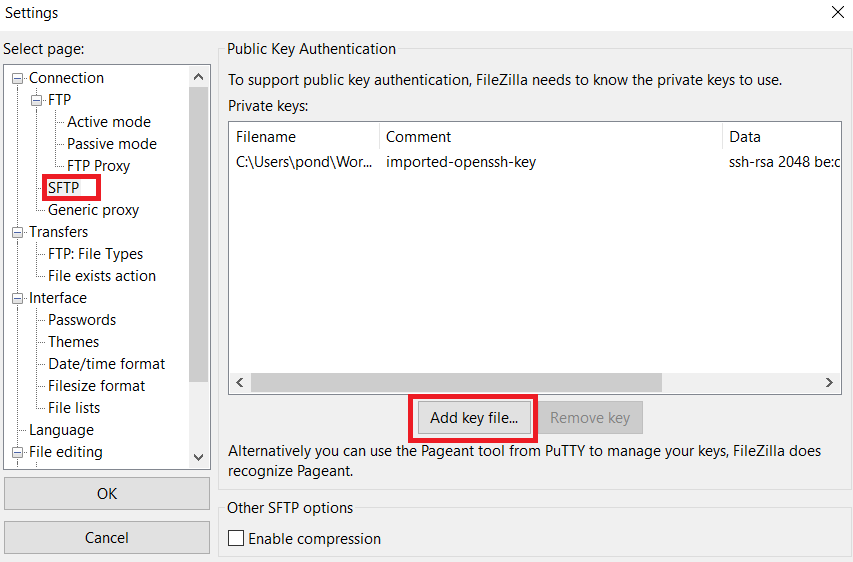 Settings
Select page:
Connection
FTP
Active mode
Passive mode
FTP Proxy
SFTP
Generic proxy
Transfers
FTP: File Types
File exists action
Interface
Passwords
Themes
Date/time format
Filesize format
File lists
Language
File editing
OK
Cancel
Public Key Authentication
To support public key authentication, FileZilla needs to know the private keys to use.
Private keys:
Filename Comment Data
C:\Users\pond\Wor... imported-openssh-key ssh-rsa 2048 be:c
Add key file... Remove key
Alternatively you can use the Pageant tool from PuTTY to manage your keys, FileZilla does
recognize Pageant.
Other SFTP options
Enable compression